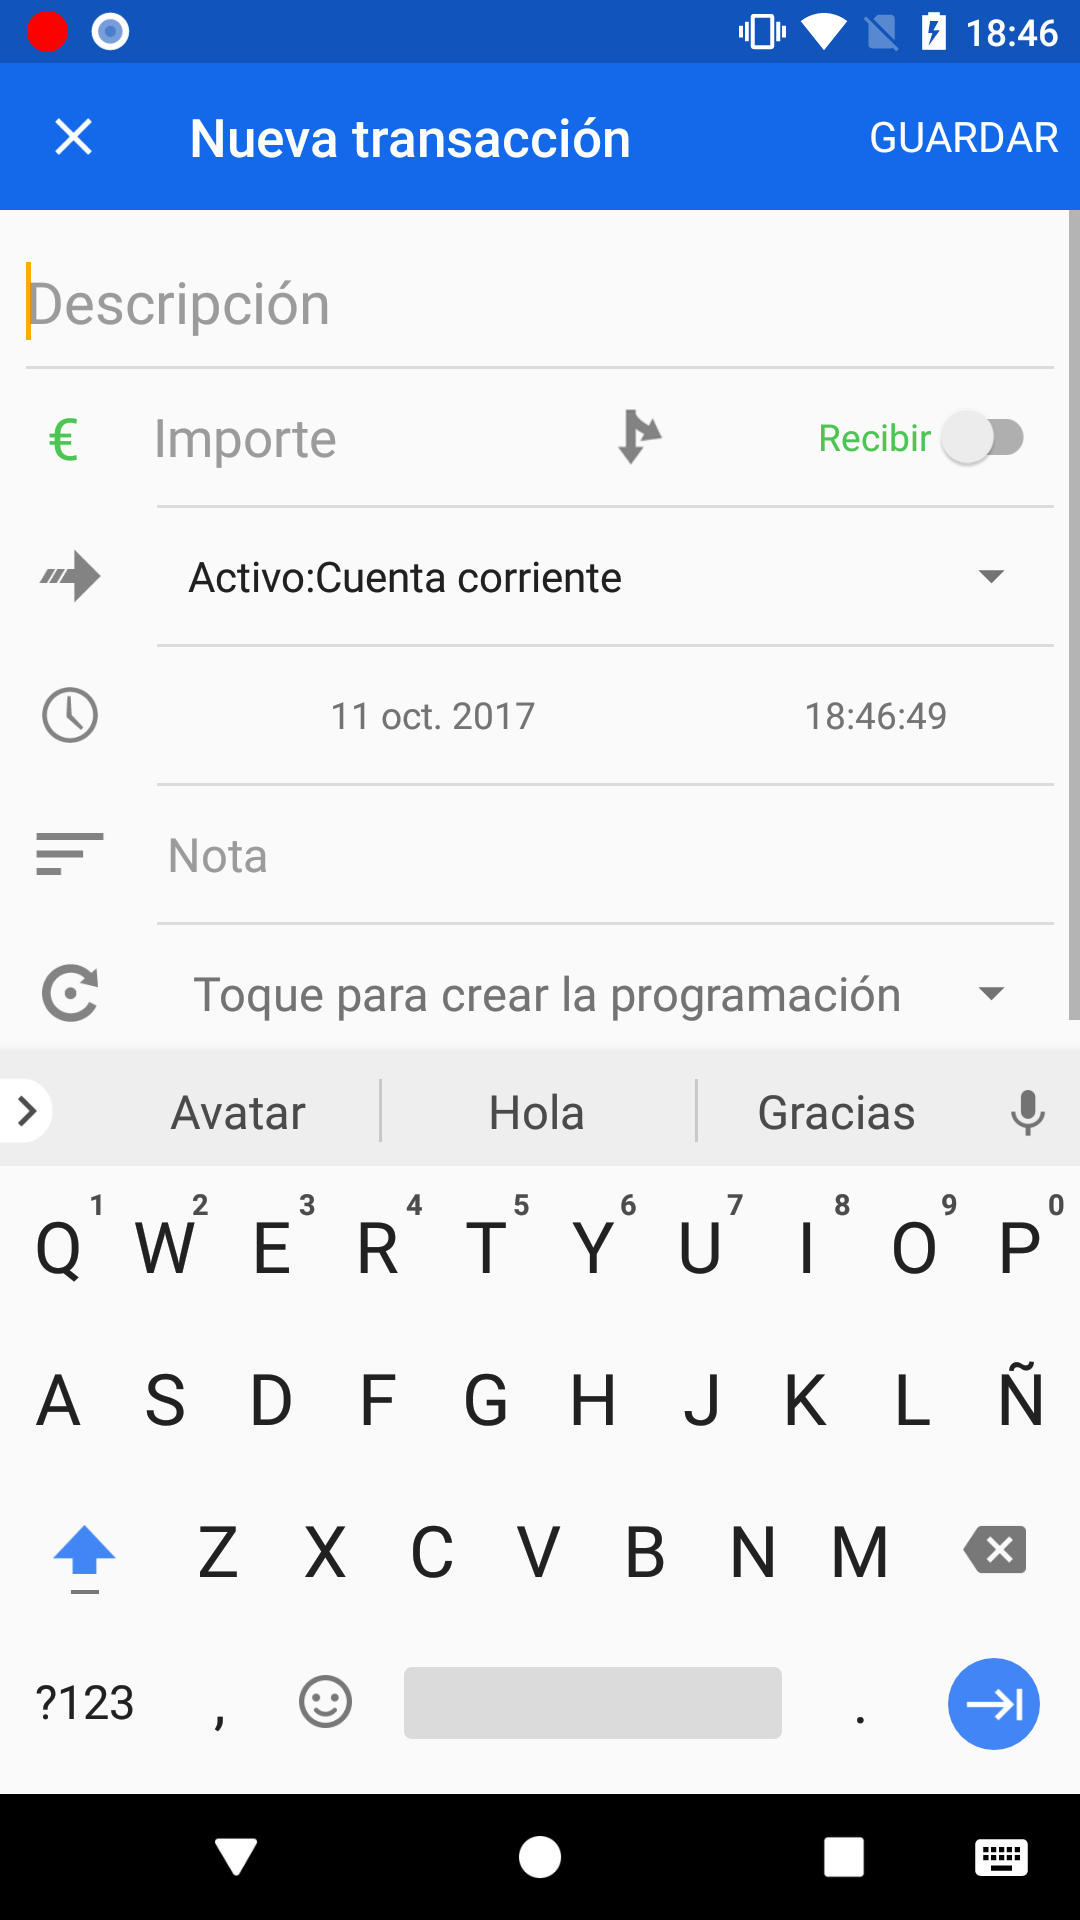 18:46
Nueva transacción GUARDAR
Descripción
€ Importe Recibir
Activo:Cuenta corriente
11 oct. 2017 18:46:49
Nota
Toque para crear la programación
Avatar Hola Gracias
1 2 3 4 5 6 7 8 9 0
Q W E R T Y U I O P
A S D F G H J K L Ñ
Z X C V B N M
?123 , .